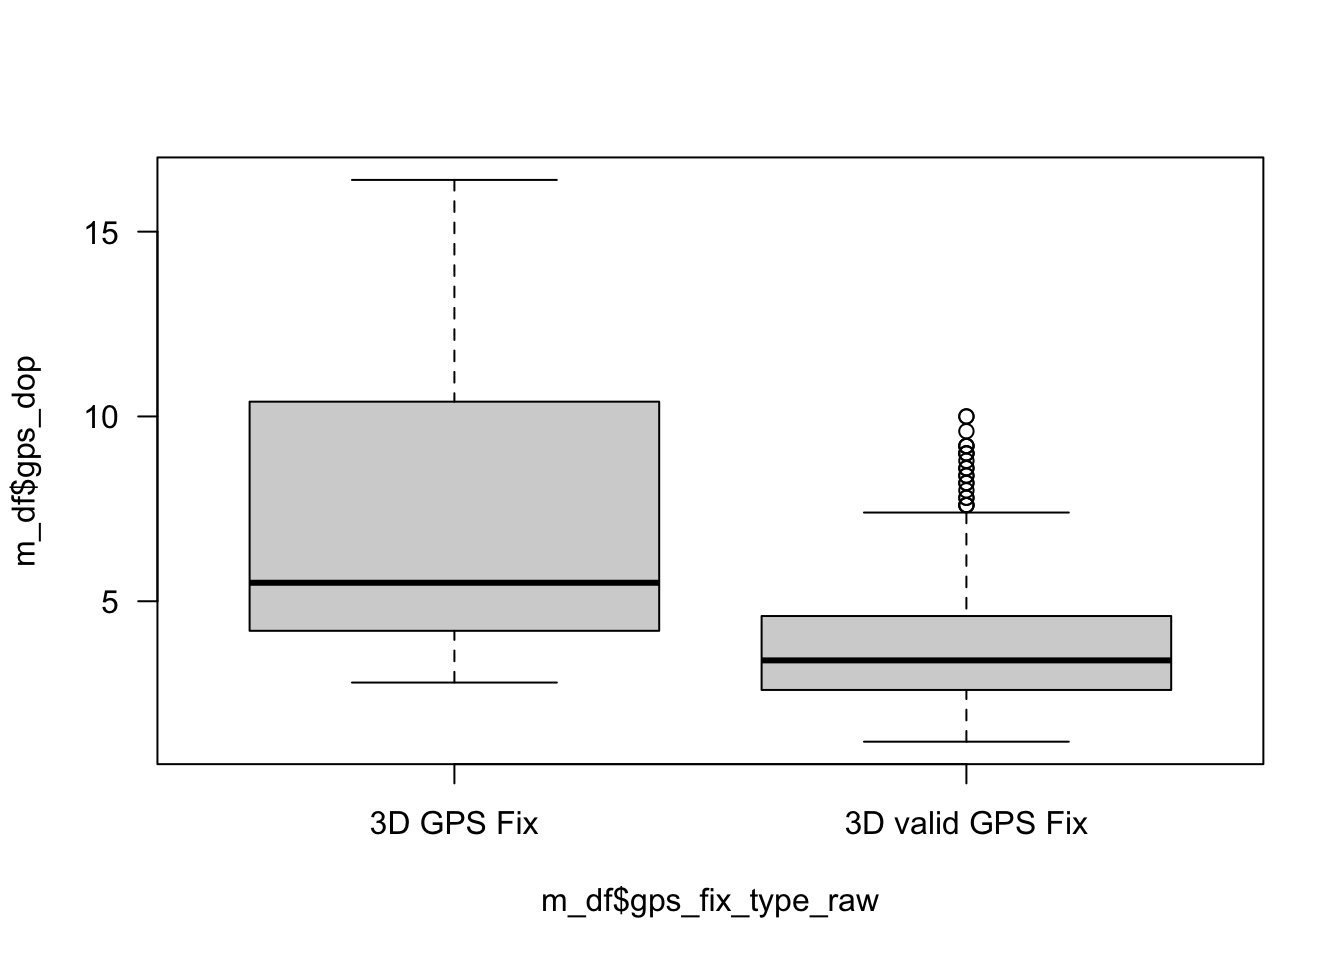 m_df$gps_dop
15
10
5
3D GPS Fix
3D valid GPS Fix
m_df$gps_fix_type_raw